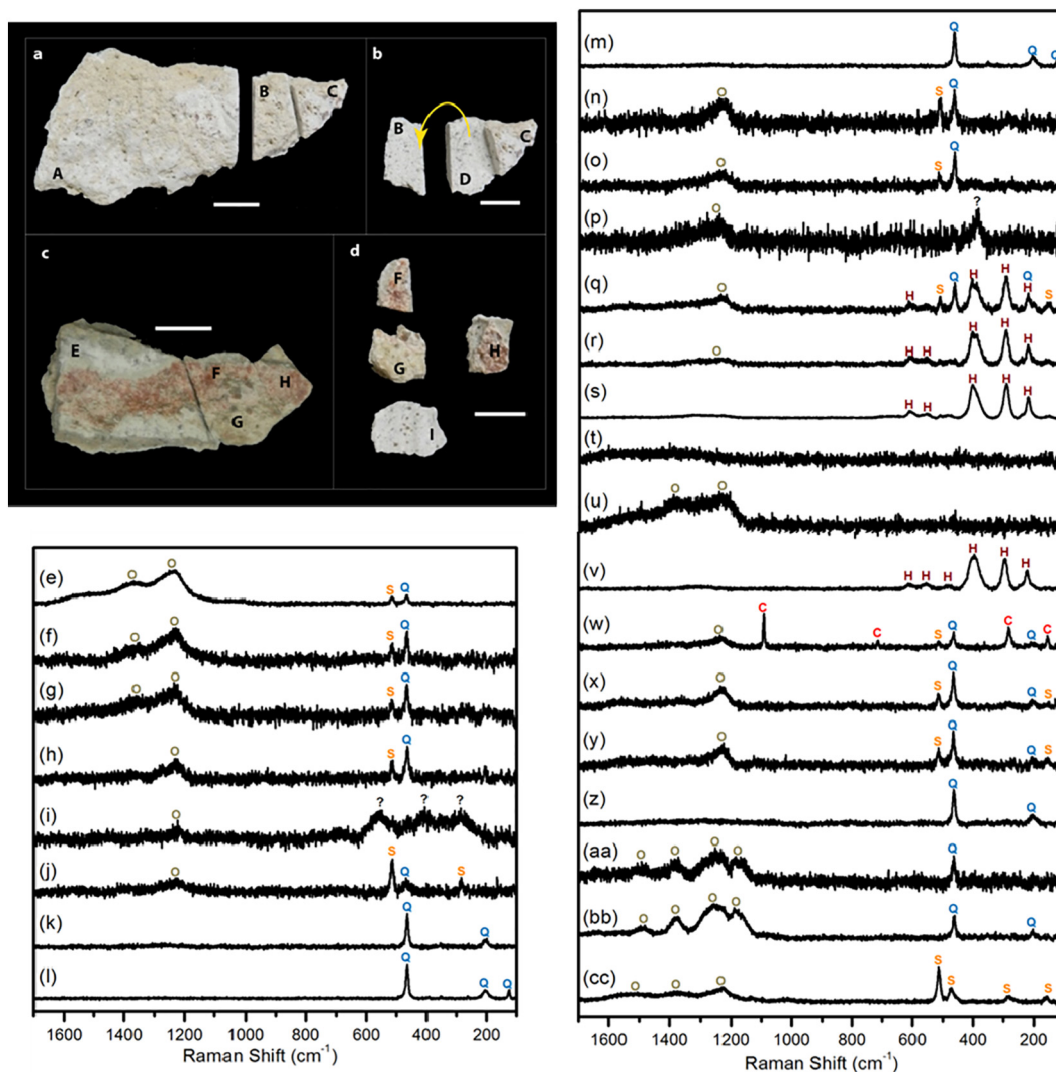 a
b
B
C
A
B
C
D
c
d
E
F
H
G
F
G
H
I
(e) O O S Q
(f) O O S Q
(g) O O S Q
(h) O S Q
(i) O ? ? ?
(j) O S Q S
(k) Q Q
(l) Q Q Q
1600 1400 1200 1000 800 600 400 200
Raman Shift (cm-1)
(m) Q Q Q
(n) O S Q
(o) O S Q
(p) O ?
(q) O H S Q H H Q H S
(r) O H H H H H
(s) H H H H H
(t)
(u) O O
(v) H H H H H H
(w) O C C S Q C Q C
(x) O S Q Q S
(y) O S Q Q S
(z) Q Q
(aa) O O O O Q
(bb) O O O O Q Q
(cc) O O O S S S S
1600 1400 1200 1000 800 600 400 200
Raman Shift (cm-1)